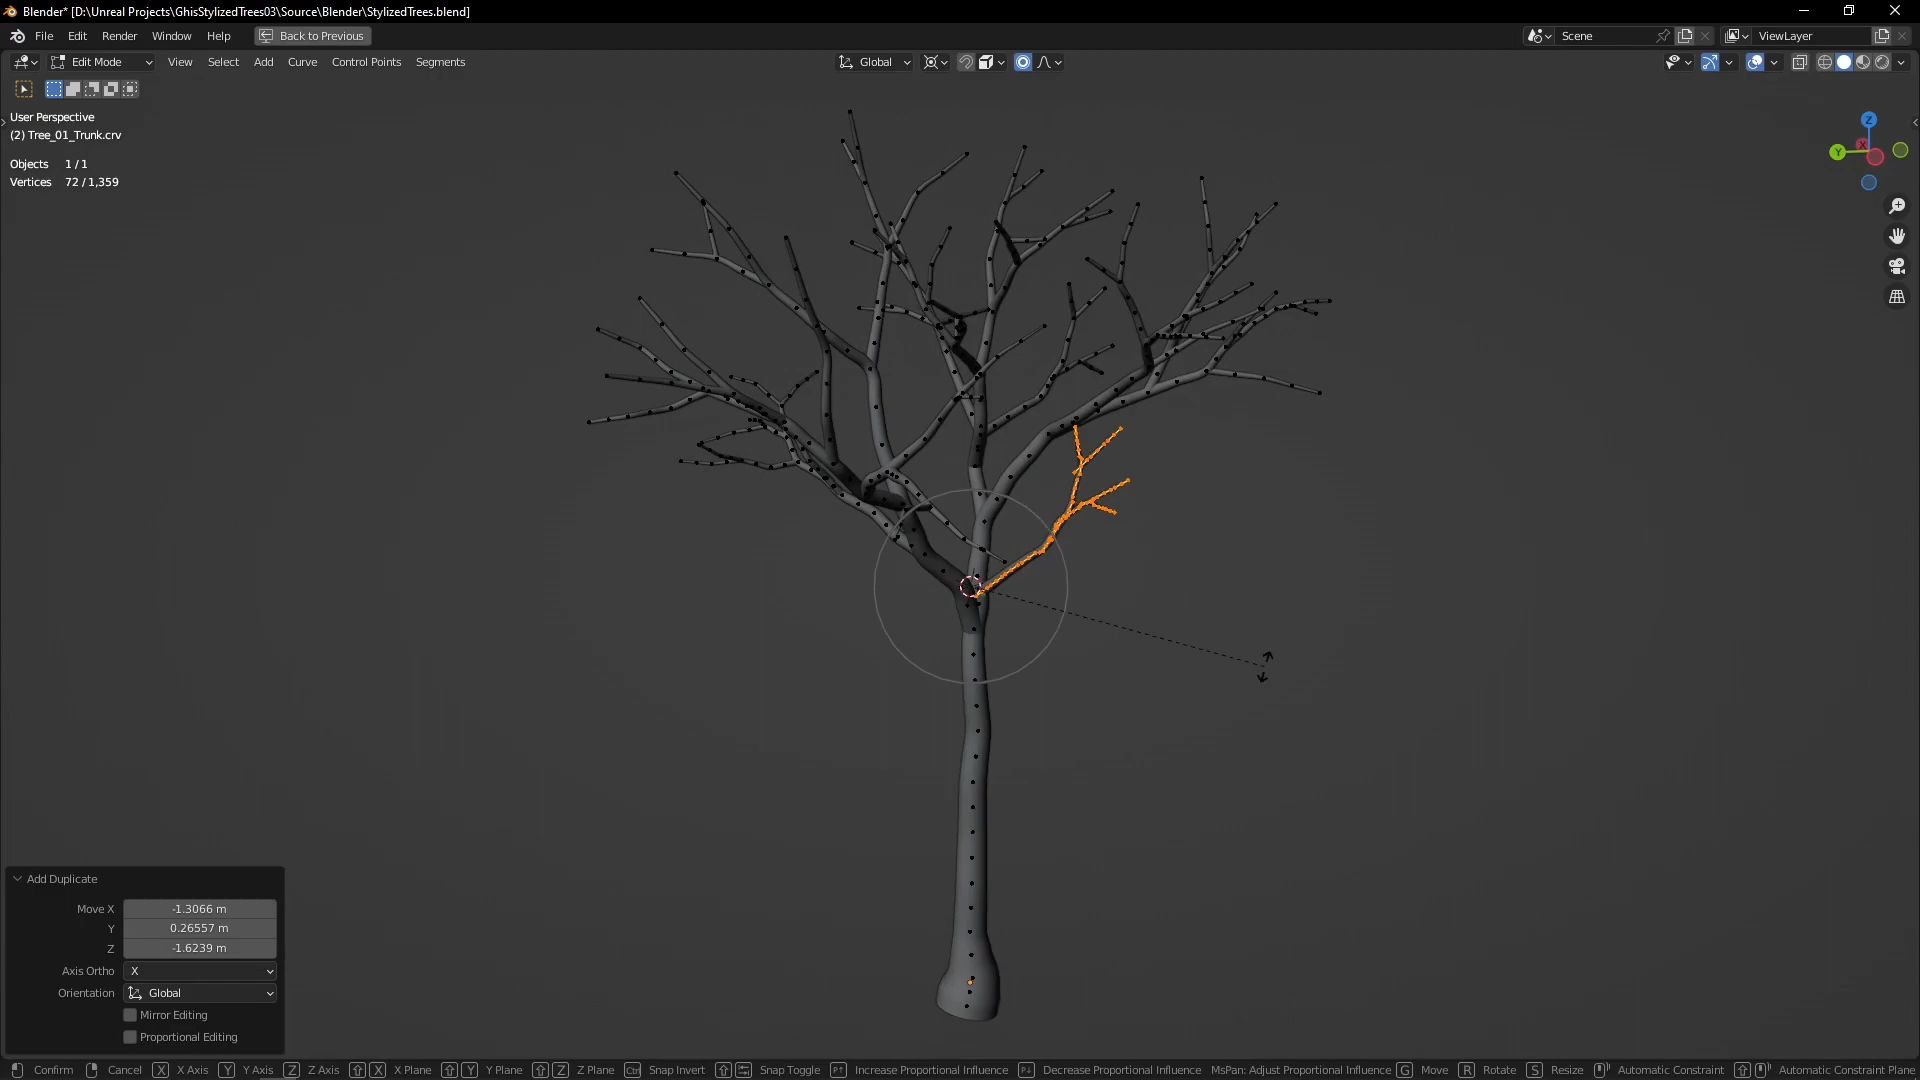 Blender* [D:\Unreal Projects\GhisStylizedTrees03\Source\Blender\StylizedTrees.blend]
File Edit Render Window Help Back to Previous Scene ViewLayer
Edit Mode View Select Add Curve Control Points Segments Global
User Perspective
(2) Tree_01_Trunk.crv
Objects 1 / 1
Vertices 72 / 1,359
Z
X
Y
Add Duplicate
Move X -1.3066 m
Y 0.26557 m
Z -1.6239 m
Axis Ortho X
Orientation Global
Mirror Editing
Proportional Editing
Confirm Cancel X X Axis Y Y Axis Z Z Axis X X Plane Y Y Plane Z Z Plane Ctrl Snap Invert Snap Toggle P↑ Increase Proportional Influence P↓ Decrease Proportional Influence MsPan: Adjust Proportional Influence G Move R Rotate S Resize Automatic Constraint Automatic Constraint Plane